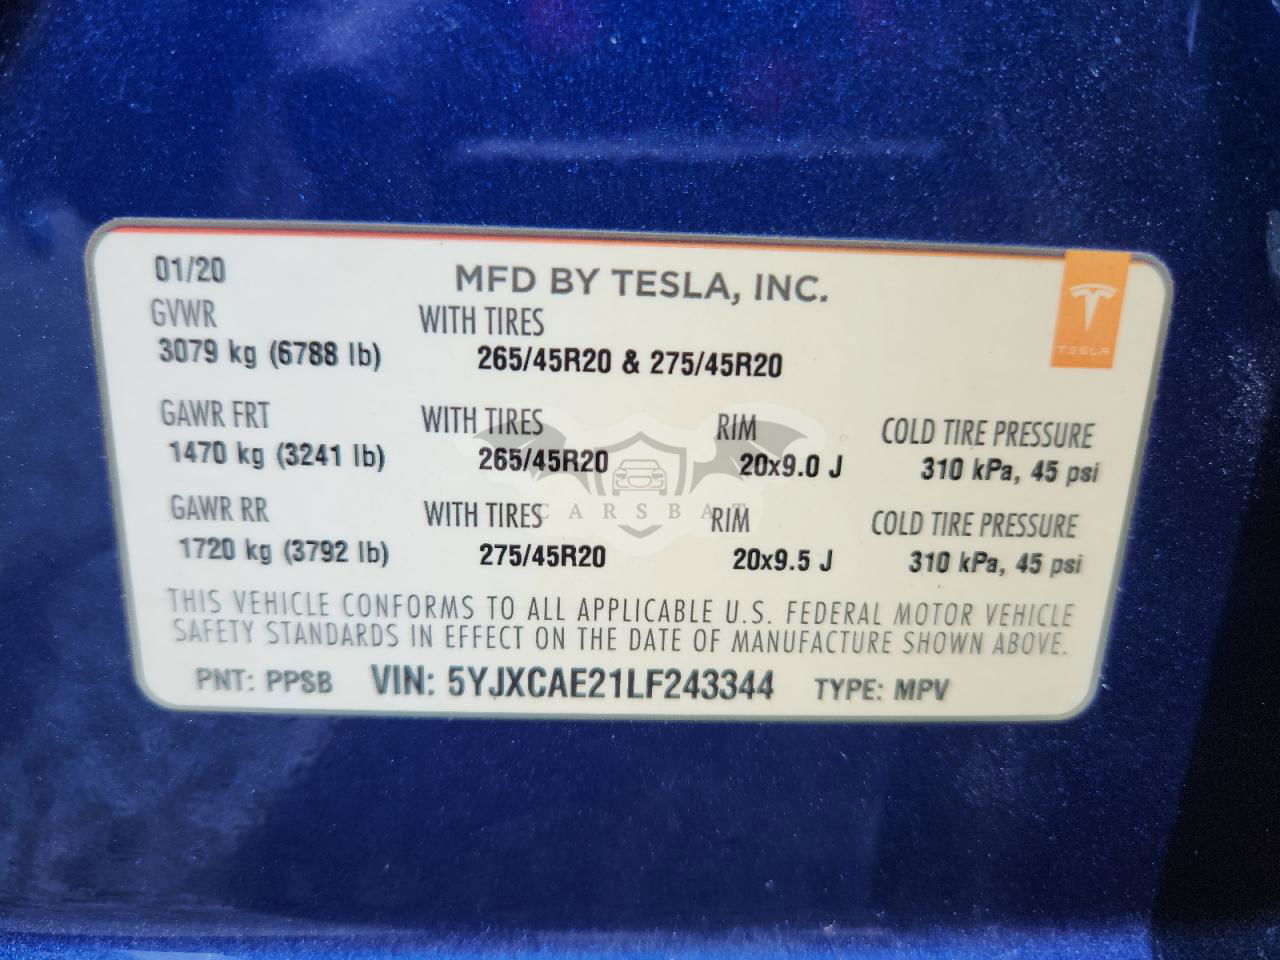 01/20 MFD BY TESLA, INC.
GVWR WITH TIRES
3079 kg (6788 lb) 265/45R20 & 275/45R20
TESLA
GAWR FRT WITH TIRES RIM COLD TIRE PRESSURE
1470 kg (3241 lb) 265/45R20 20x9.0 J 310 kPa, 45 psi
CARSBAT
GAWR RR WITH TIRES RIM COLD TIRE PRESSURE
1720 kg (3792 lb) 275/45R20 20x9.5 J 310 kPa, 45 psi
THIS VEHICLE CONFORMS TO ALL APPLICABLE U.S. FEDERAL MOTOR VEHICLE
SAFETY STANDARDS IN EFFECT ON THE DATE OF MANUFACTURE SHOWN ABOVE.
PNT: PPSB VIN: 5YJXCAE21LF243344 TYPE: MPV